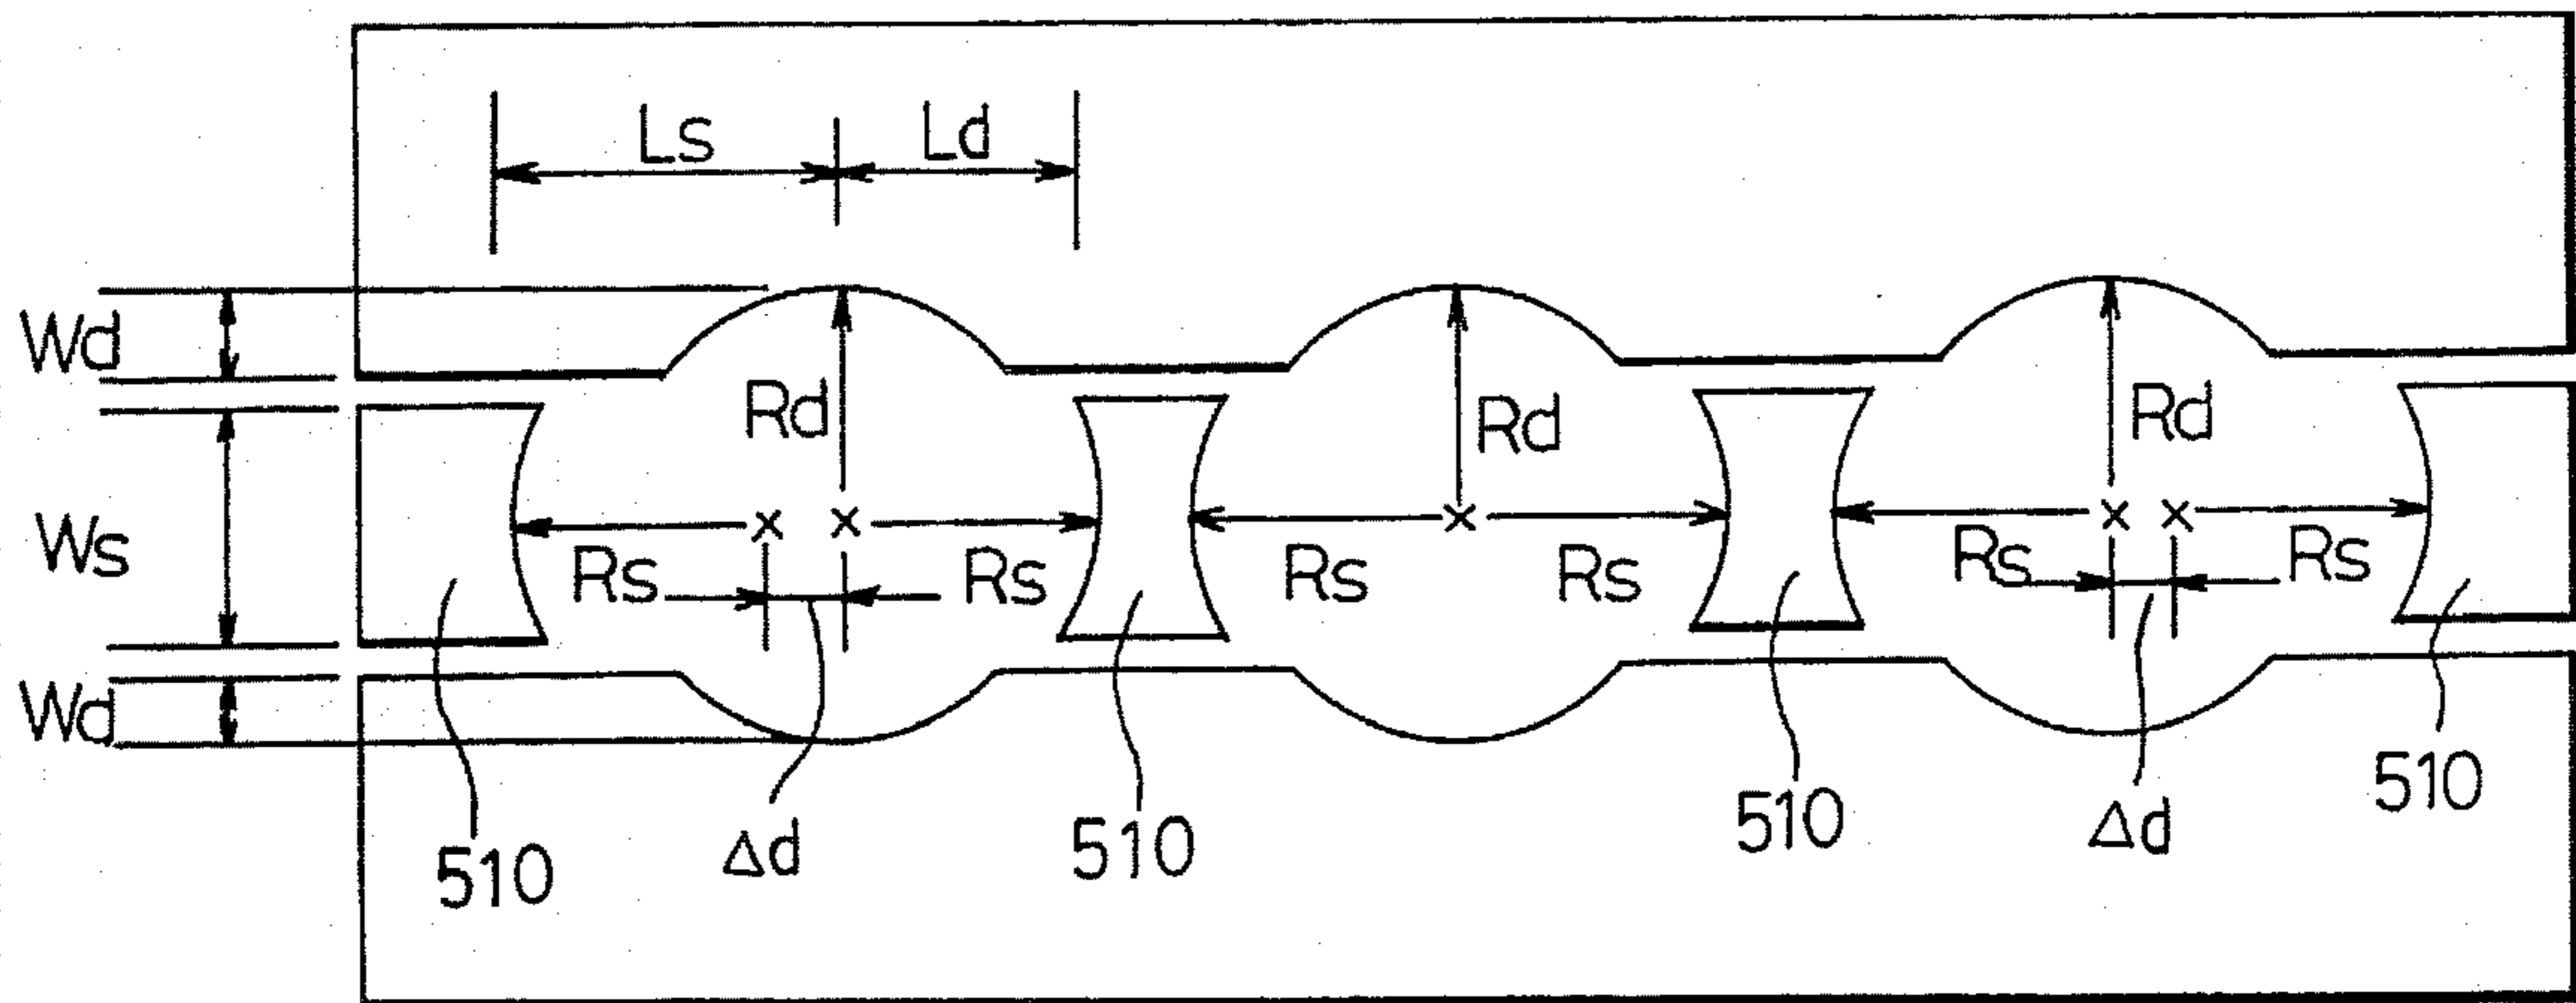 Ls Ld
Wd
Rd Rd Rd
Ws
Rs Rs Rs Rs Rs Rs
Wd
510 Δd 510 510 Δd 510